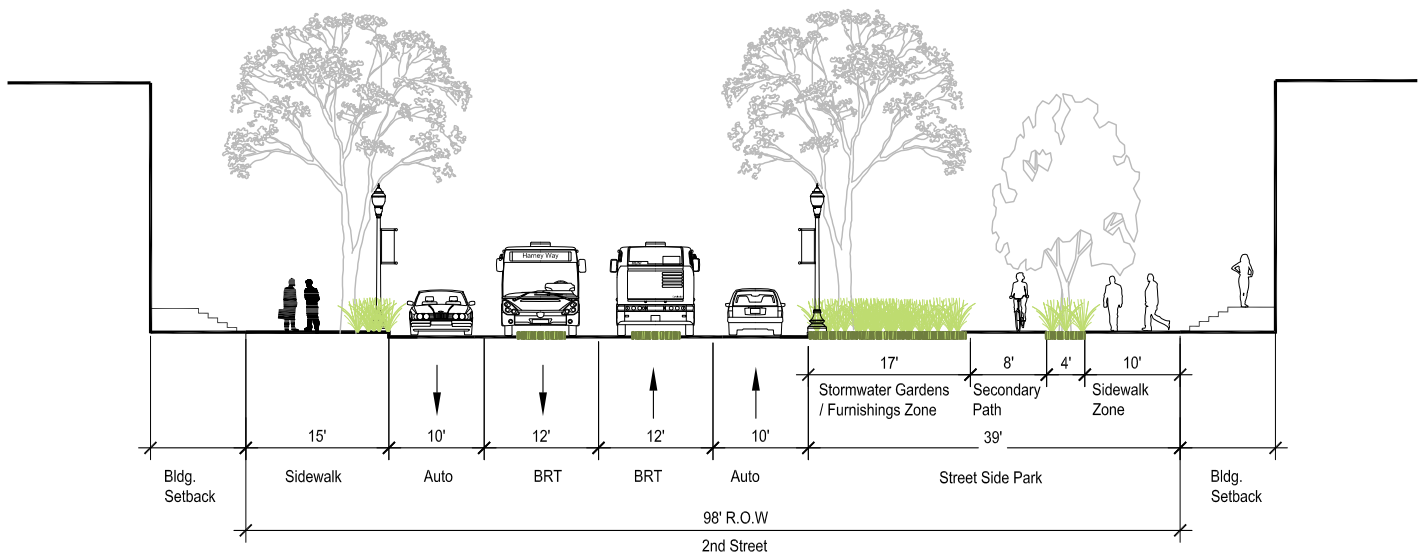 Harney Way
17'
8'
4'
10'
Stormwater Gardens
/ Furnishings Zone
Secondary
Path
Sidewalk
Zone
15'
10'
12'
12'
10'
39'
Bldg.
Setback
Sidewalk
Auto
BRT
BRT
Auto
Street Side Park
Bldg.
Setback
98' R.O.W
2nd Street